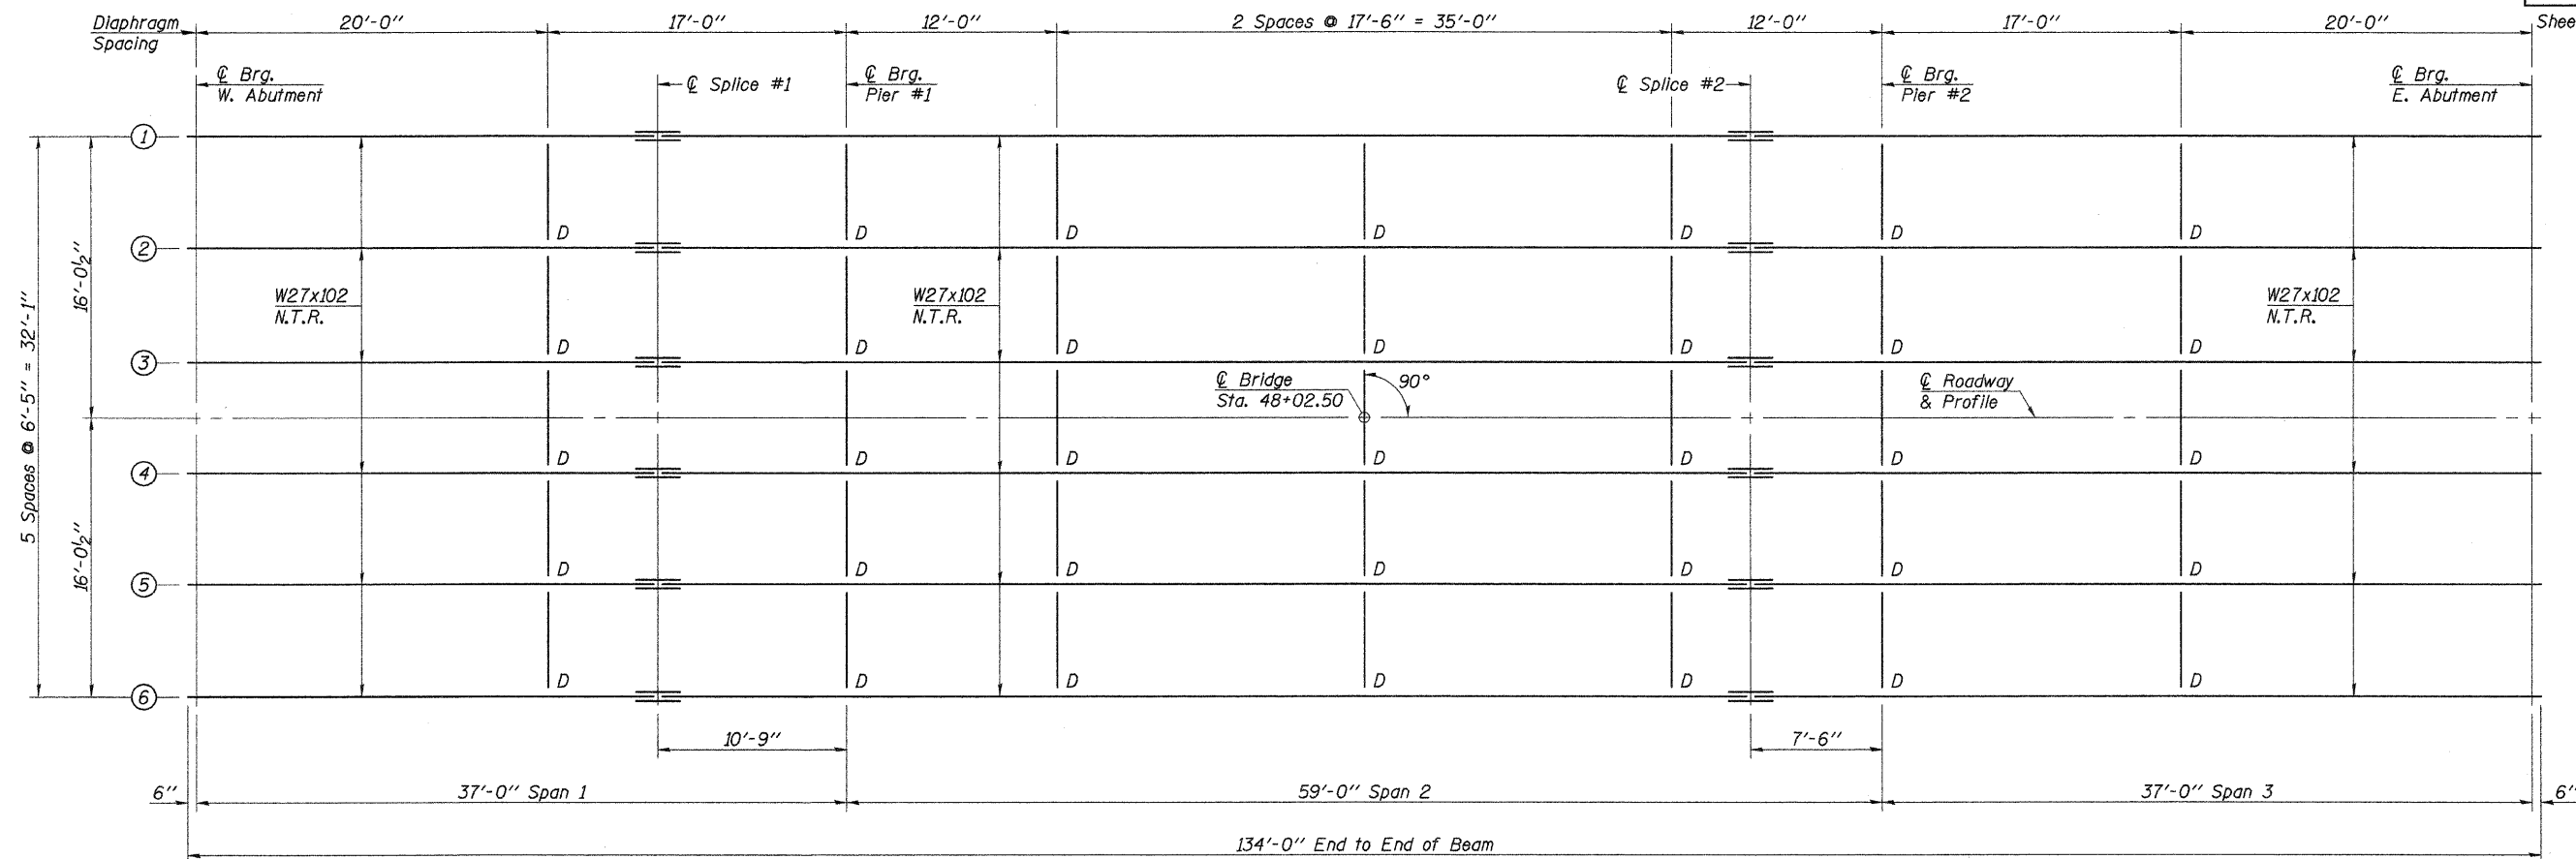 Diaphragm
Spacing
20'-0" 17'-0" 12'-0" 2 Spaces @ 17'-6" = 35'-0" 12'-0" 17'-0" 20'-0"
℄ Brg.
W. Abutment
℄ Splice #1
℄ Brg.
Pier #1
℄ Splice #2
℄ Brg.
Pier #2
℄ Brg.
E. Abutment
1
D D D D D D D
2
W27x102
N.T.R.
W27x102
N.T.R.
W27x102
N.T.R.
D D D D D D D
3
℄ Bridge
Sta. 48+02.50
90°
℄ Roadway
& Profile
D D D D D D D
4
D D D D D D D
5
D D D D D D D
6
5 Spaces @ 6'-5" = 32'-1"
16'-0½"
16'-0½"
10'-9" 7'-6"
6" 37'-0" Span 1 59'-0" Span 2 37'-0" Span 3 6"
134'-0" End to End of Beam